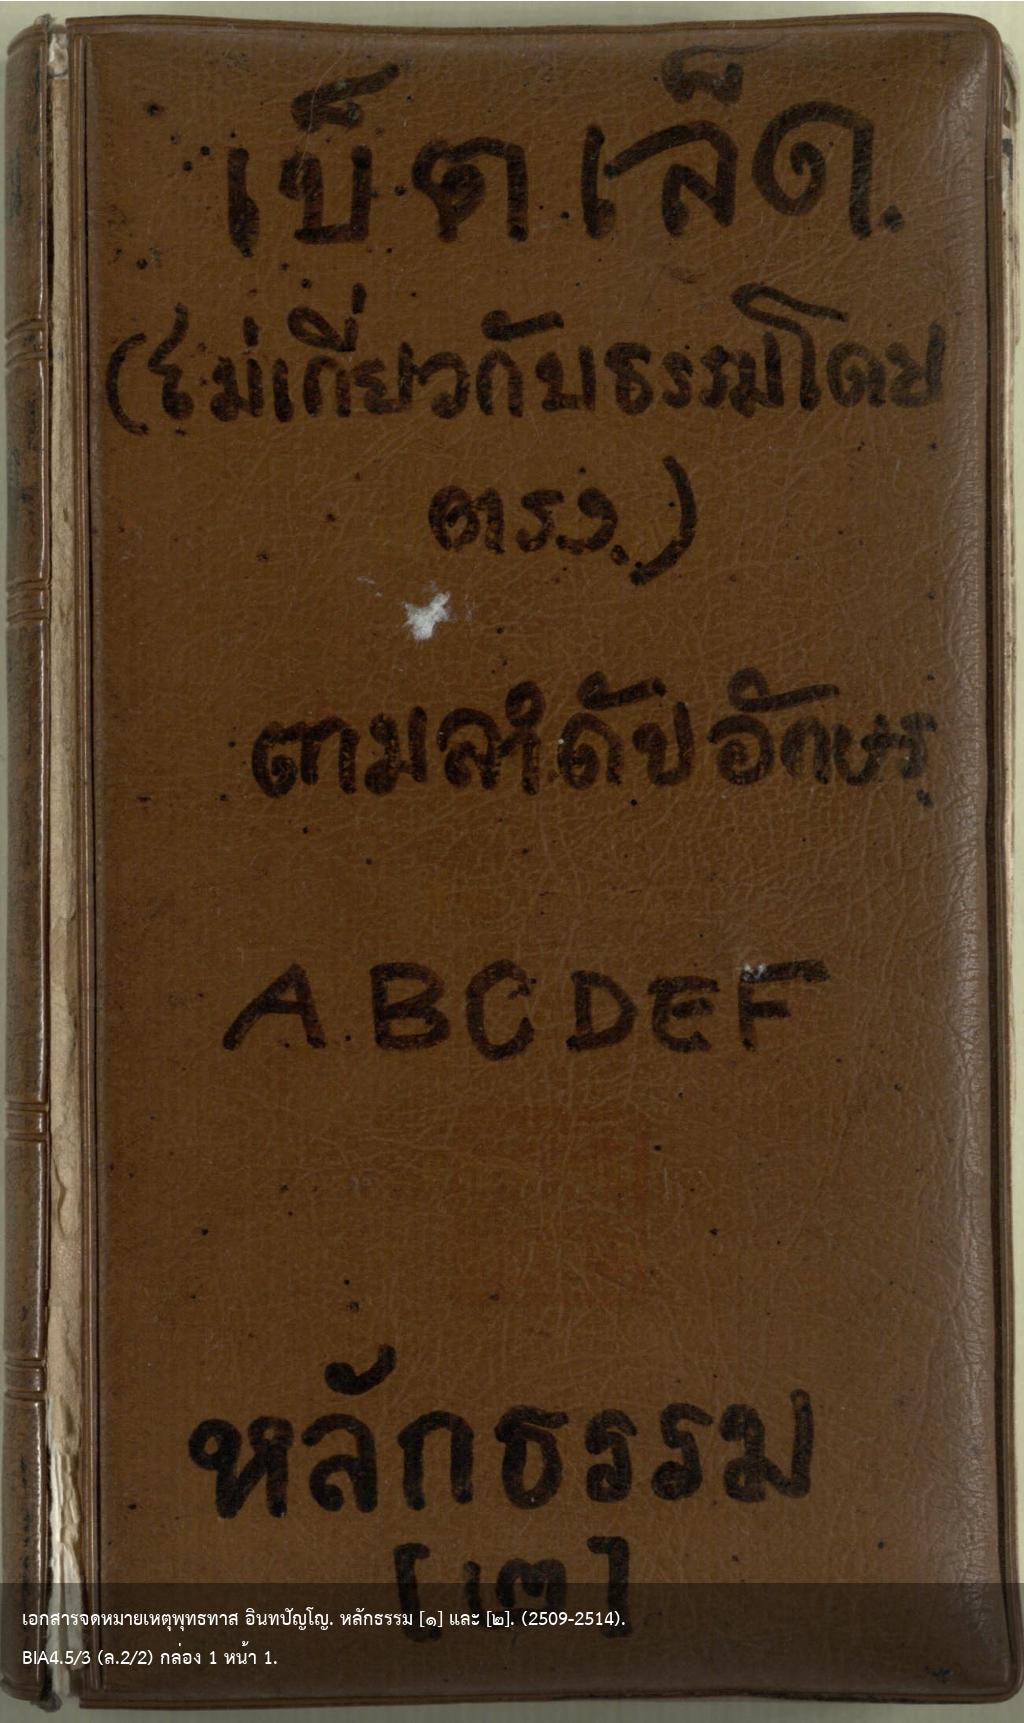 เบ็ตเล็ด.
(ไม่เกี่ยวกับธรรมโดย
ตรง.)
ตามลำดับอักษร
A.BCDEF
หลักธรรม
[๒]
เอกสารจดหมายเหตุพุทธทาส อินทปัญโญ. หลักธรรม [๑] และ [๒]. (2509-2514).
BIA4.5/3 (ล.2/2) กล่อง 1 หน้า 1.